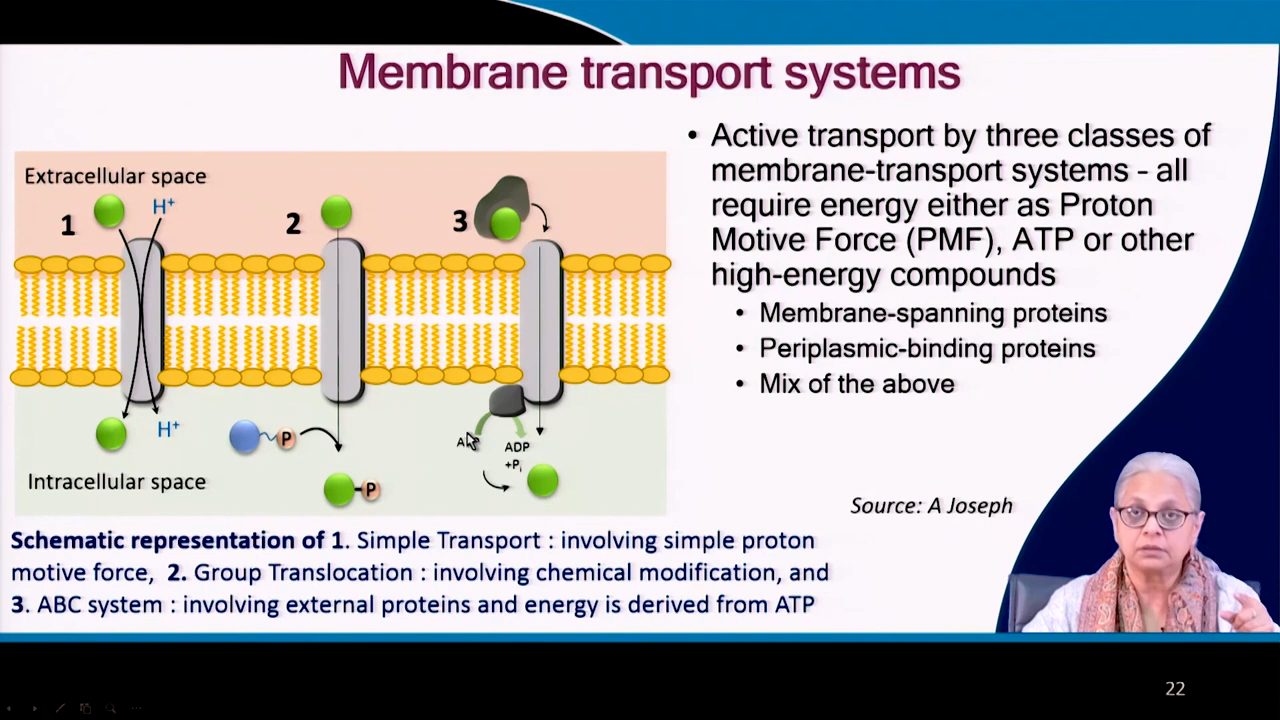 Membrane transport systems
Extracellular space
1
H⁺
2
3
H⁺
P
P
ADP
+Pi
Intracellular space
• Active transport by three classes of
membrane-transport systems - all
require energy either as Proton
Motive Force (PMF), ATP or other
high-energy compounds
• Membrane-spanning proteins
• Periplasmic-binding proteins
• Mix of the above
Source: A Joseph
Schematic representation of 1. Simple Transport : involving simple proton
motive force, 2. Group Translocation : involving chemical modification, and
3. ABC system : involving external proteins and energy is derived from ATP
22